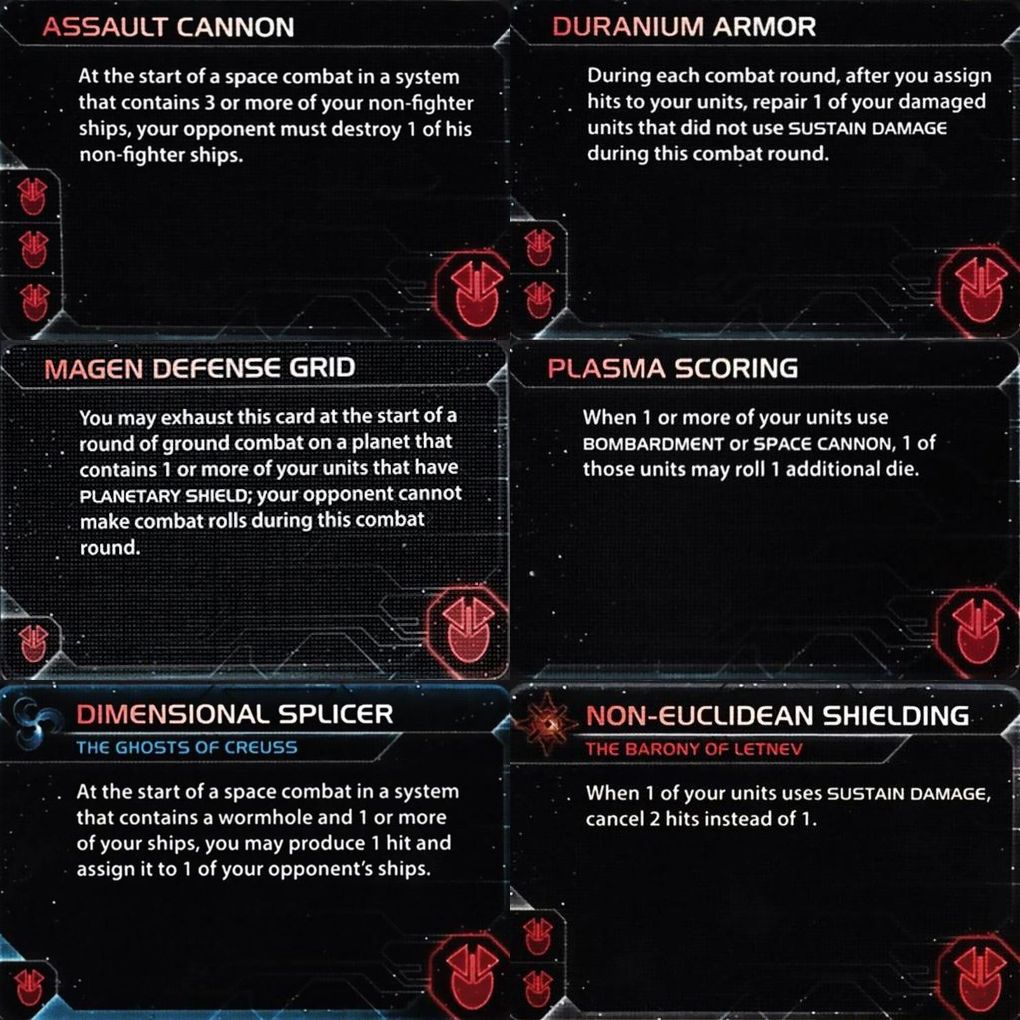 ASSAULT CANNON
At the start of a space combat in a system
that contains 3 or more of your non-fighter
ships, your opponent must destroy 1 of his
non-fighter ships.
DURANIUM ARMOR
During each combat round, after you assign
hits to your units, repair 1 of your damaged
units that did not use SUSTAIN DAMAGE
during this combat round.
MAGEN DEFENSE GRID
You may exhaust this card at the start of a
round of ground combat on a planet that
contains 1 or more of your units that have
PLANETARY SHIELD; your opponent cannot
make combat rolls during this combat
round.
PLASMA SCORING
When 1 or more of your units use
BOMBARDMENT or SPACE CANNON, 1 of
those units may roll 1 additional die.
DIMENSIONAL SPLICER
THE GHOSTS OF CREUSS
At the start of a space combat in a system
that contains a wormhole and 1 or more
of your ships, you may produce 1 hit and
assign it to 1 of your opponent's ships.
NON-EUCLIDEAN SHIELDING
THE BARONY OF LETNEV
When 1 of your units uses SUSTAIN DAMAGE,
cancel 2 hits instead of 1.